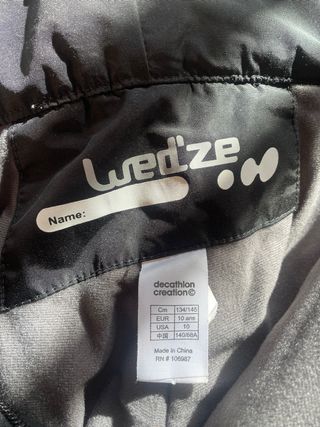 wed'ze
Name:
decathlon
creation©
Cm 134/145
EUR 10 ans
USA 10
中国 140/68A
Made in China
RN # 106987